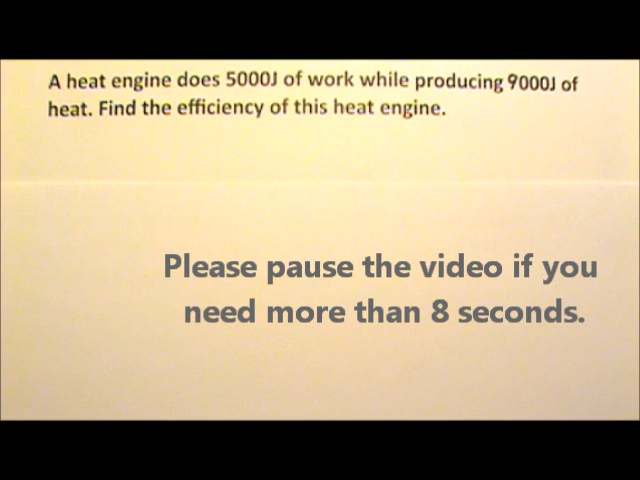 A heat engine does 5000J of work while producing 9000J of
heat. Find the efficiency of this heat engine.
Please pause the video if you
need more than 8 seconds.